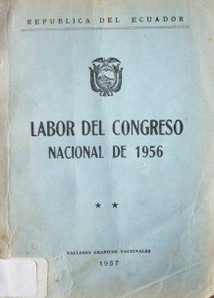 REPUBLICA DEL ECUADOR
LABOR DEL CONGRESO
NACIONAL DE 1956
TALLERES GRAFICOS NACIONALES
1957